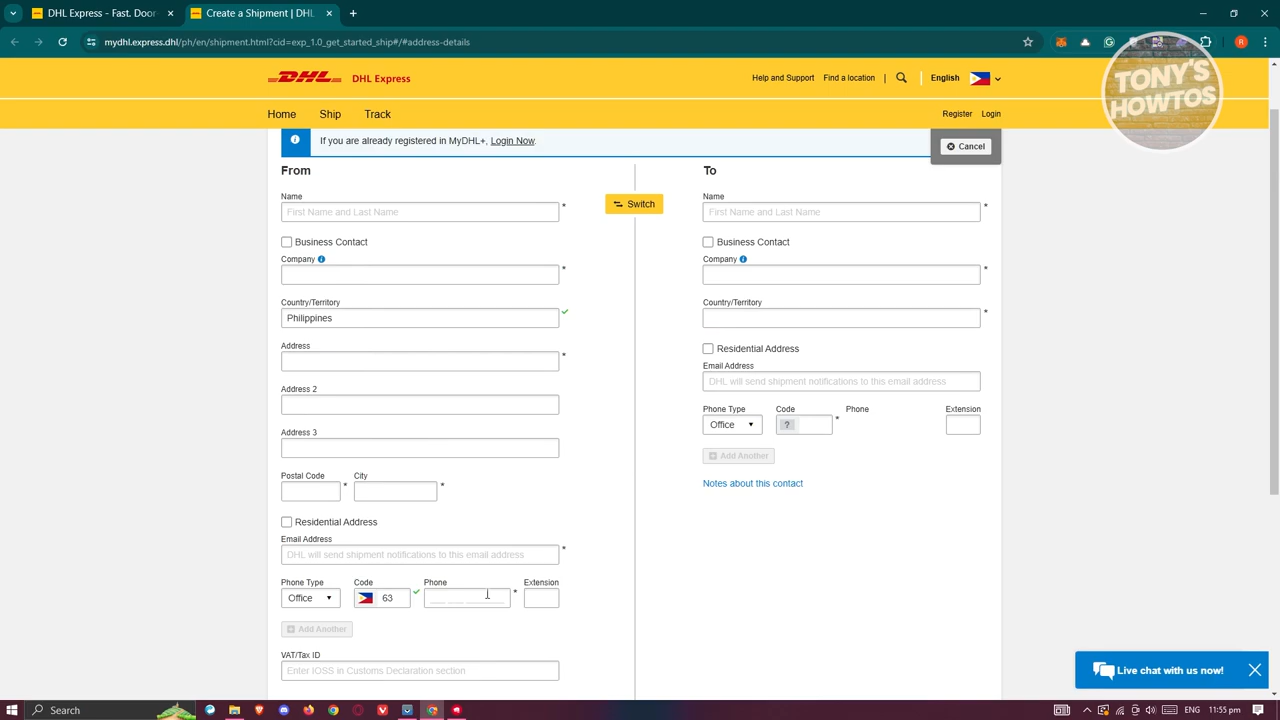 DHL Express - Fast. Doo
Create a Shipment | DHL
mydhl.express.dhl/ph/en/shipment.html?cid=exp_1.0_get_started_ship#/#address-details
R
TONY'S
HOWTOS
DHL
DHL Express
Help and Support
Find a location
English
Home
Ship
Track
Register
Login
If you are already registered in MyDHL+, Login Now.
Cancel
From
To
Switch
Name
First Name and Last Name
*
Business Contact
Company
*
Country/Territory
Philippines
Address
*
Address 2
Address 3
Postal Code
*
City
*
Residential Address
Email Address
DHL will send shipment notifications to this email address
*
Phone Type
Code
Phone
Extension
Office
63
*
Add Another
VAT/Tax ID
Enter IOSS in Customs Declaration section
Name
First Name and Last Name
*
Business Contact
Company
*
Country/Territory
*
Residential Address
Email Address
DHL will send shipment notifications to this email address
Phone Type
Code
Phone
Extension
Office
?
*
Add Another
Notes about this contact
Live chat with us now!
Search
ENG
11:55 pm